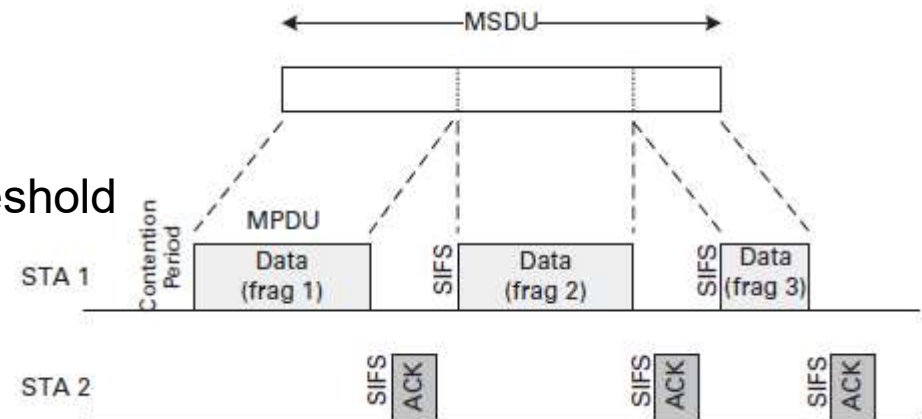 MSDU
eshold
Contention
Period
MPDU
STA 1
Data
(frag 1)
SIFS
Data
(frag 2)
SIFS
Data
(frag 3)
STA 2
SIFS
ACK
SIFS
ACK
SIFS
ACK